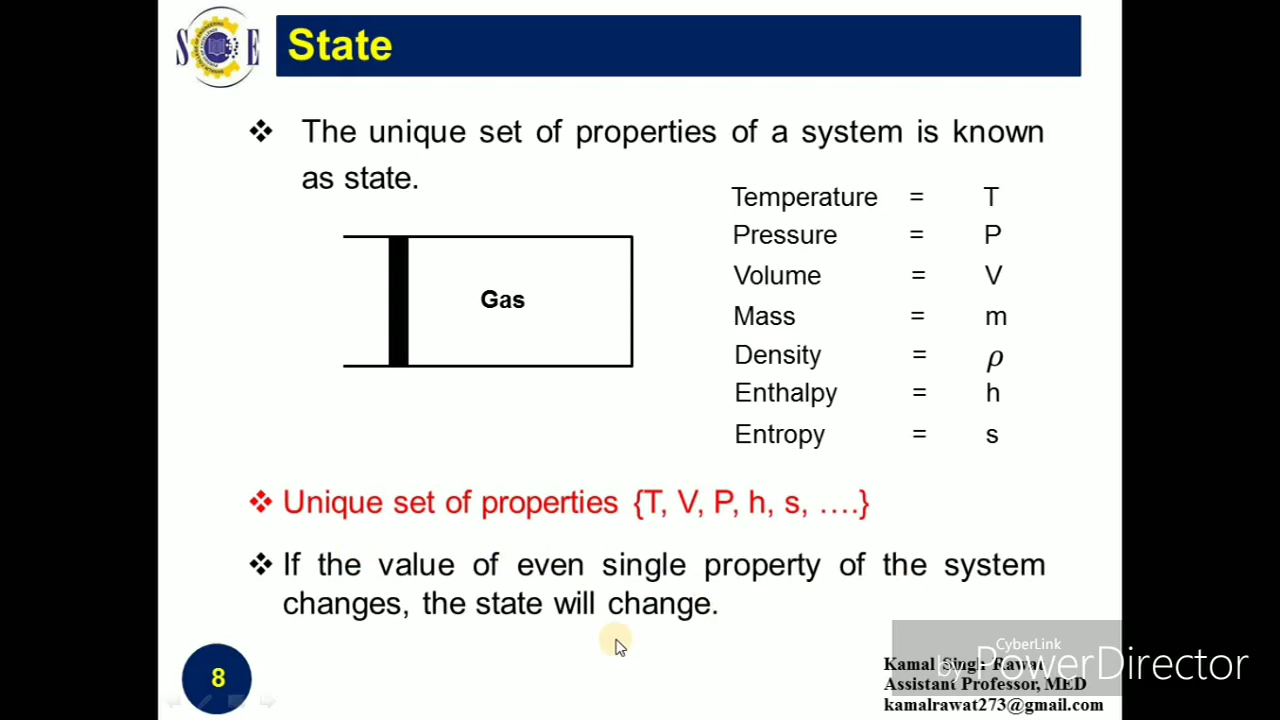 S C E
State
❖ The unique set of properties of a system is known
as state.
Temperature = T
Pressure = P
Volume = V
Mass = m
Density = ρ
Enthalpy = h
Entropy = s
Gas
❖ Unique set of properties {T, V, P, h, s, ….}
❖ If the value of even single property of the system
changes, the state will change.
8
CyberLink
by PowerDirector
Kamal Singh Rawat
Assistant Professor, MED
kamalrawat273@gmail.com